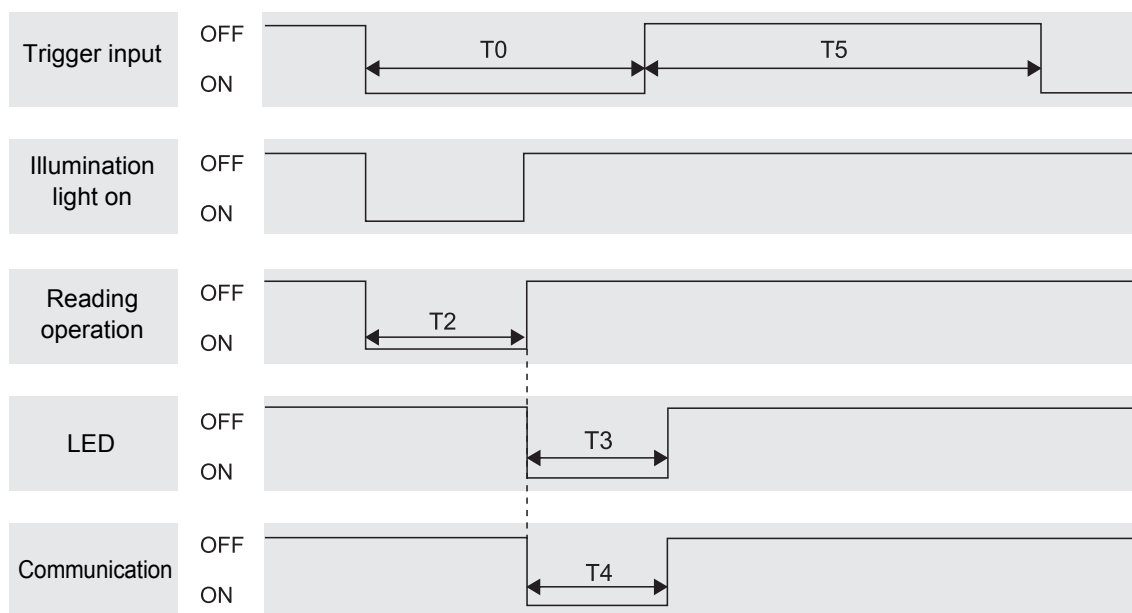 Trigger input
OFF
ON
T0
T5
Illumination
light on
OFF
ON
Reading
operation
OFF
ON
T2
LED
OFF
ON
T3
Communication
OFF
ON
T4